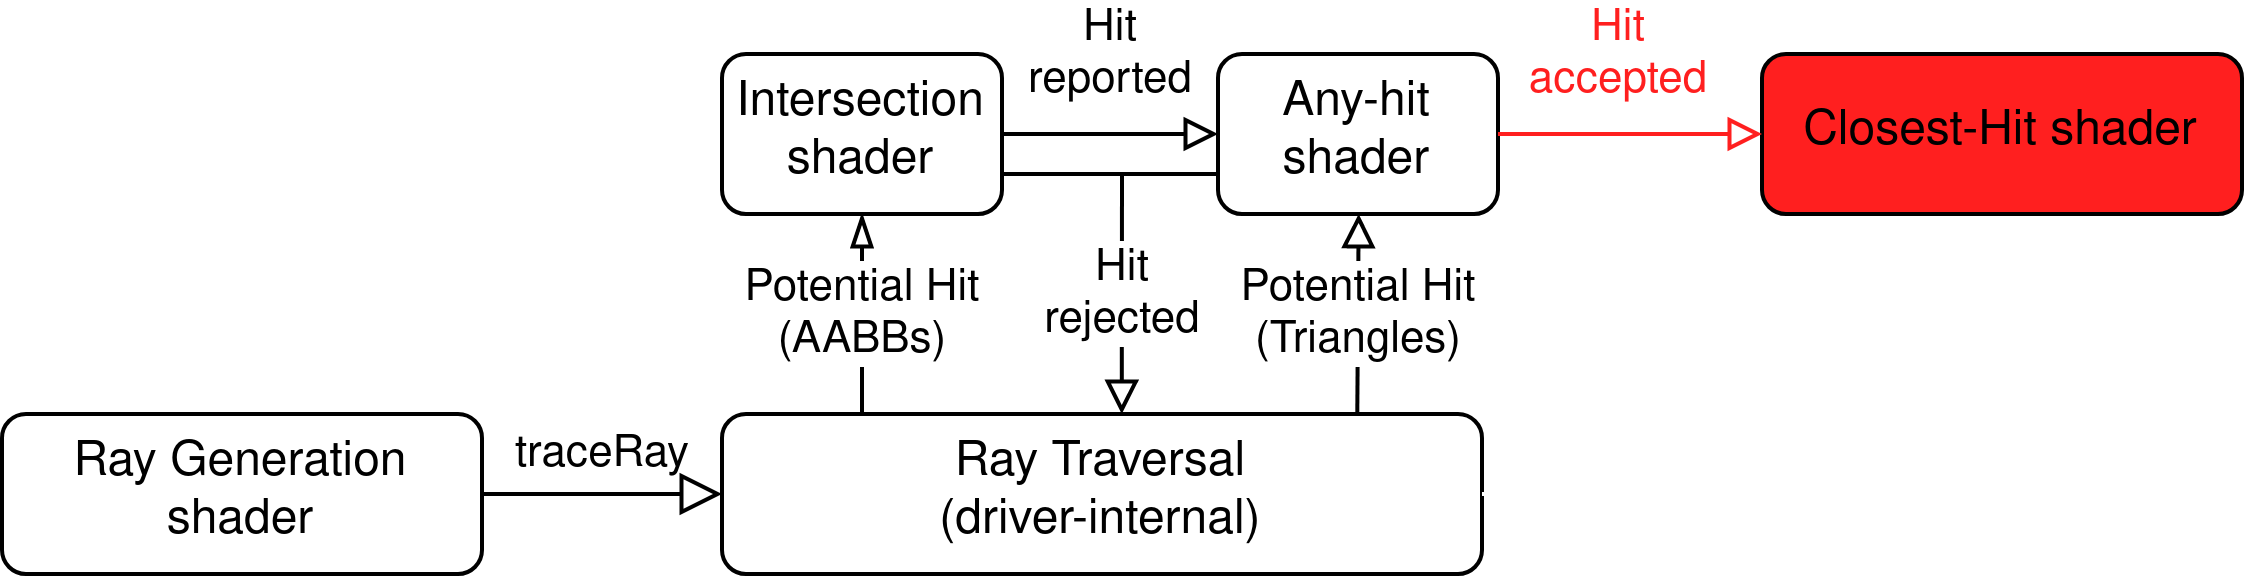 Hit
reported
Hit
accepted
Intersection
shader
Any-hit
shader
Closest-Hit shader
Potential Hit
(AABBs)
Hit
rejected
Potential Hit
(Triangles)
Ray Generation
shader
traceRay
Ray Traversal
(driver-internal)